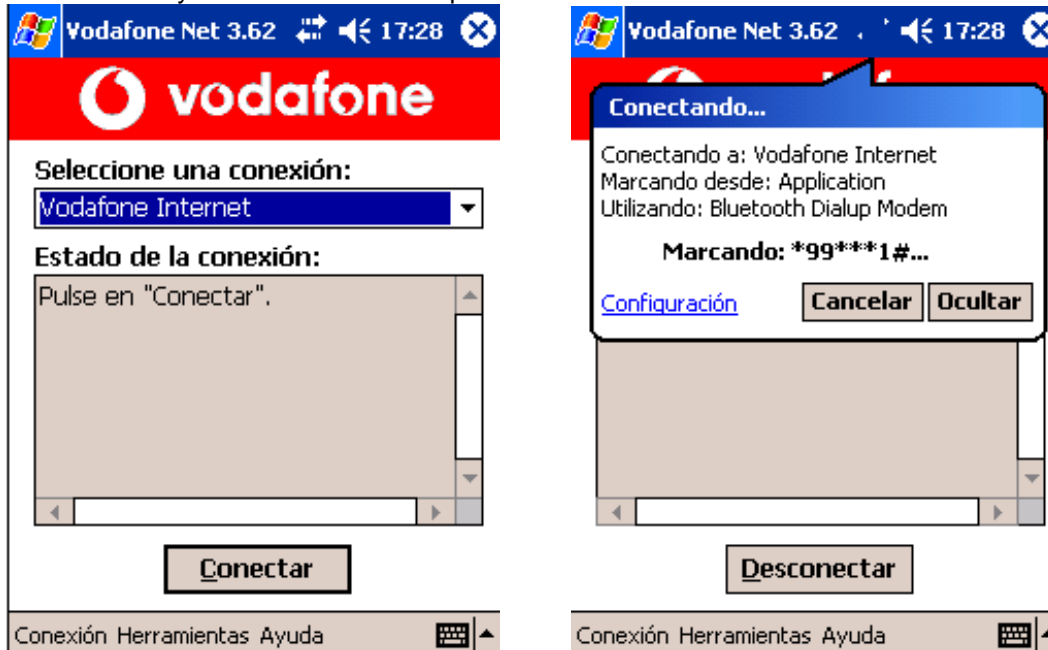 Vodafone Net 3.62 17:28
vodafone
Seleccione una conexión:
Vodafone Internet
Estado de la conexión:
Pulse en "Conectar".
Conectar
Conexión Herramientas Ayuda
Vodafone Net 3.62 17:28
Conectando...
Conectando a: Vodafone Internet
Marcando desde: Application
Utilizando: Bluetooth Dialup Modem
Marcando: *99***1#...
Configuración Cancelar Ocultar
Desconectar
Conexión Herramientas Ayuda